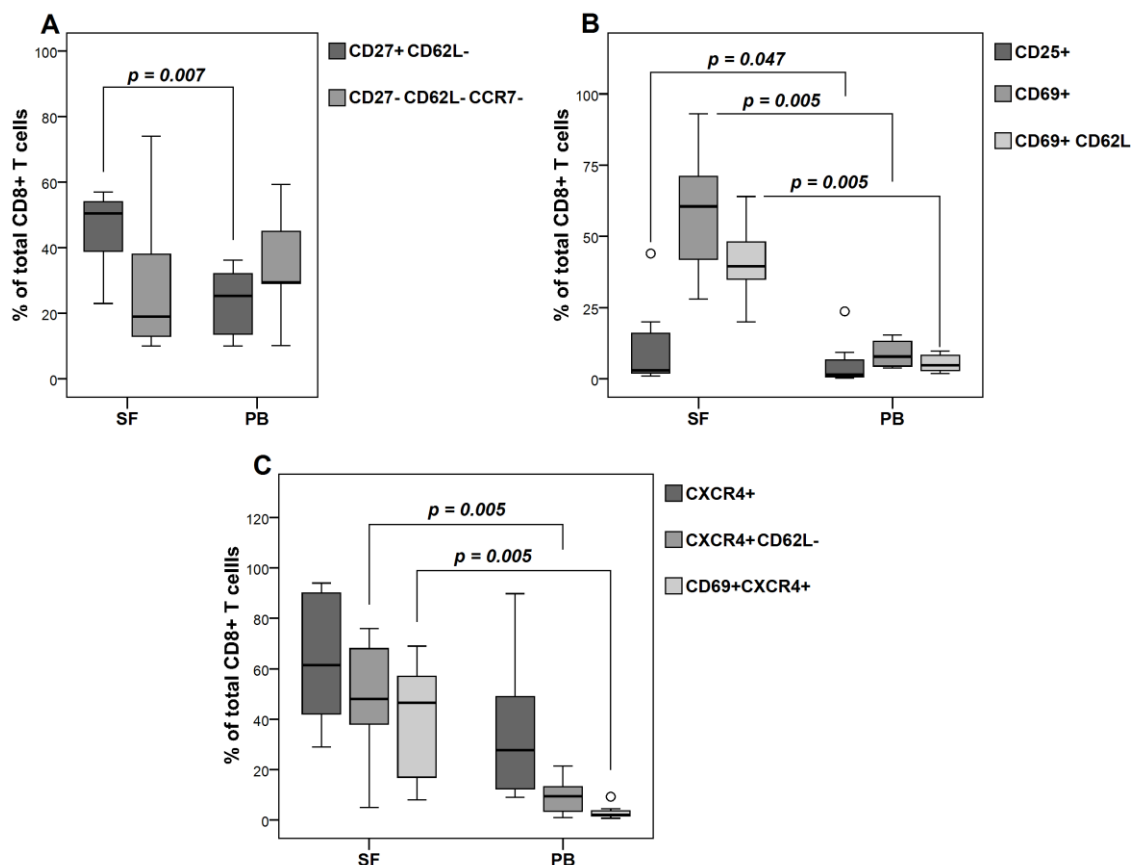 A
% of total CD8+ T cells
100
80
60
40
20
0
p = 0.007
SF
PB
CD27+ CD62L-
CD27- CD62L- CCR7-
B
% of total CD8+ T cells
100
75
50
25
0
p = 0.047
p = 0.005
p = 0.005
SF
PB
CD25+
CD69+
CD69+ CD62L
C
% of total CD8+ T cellls
120
100
80
60
40
20
0
p = 0.005
p = 0.005
SF
PB
CXCR4+
CXCR4+CD62L-
CD69+CXCR4+